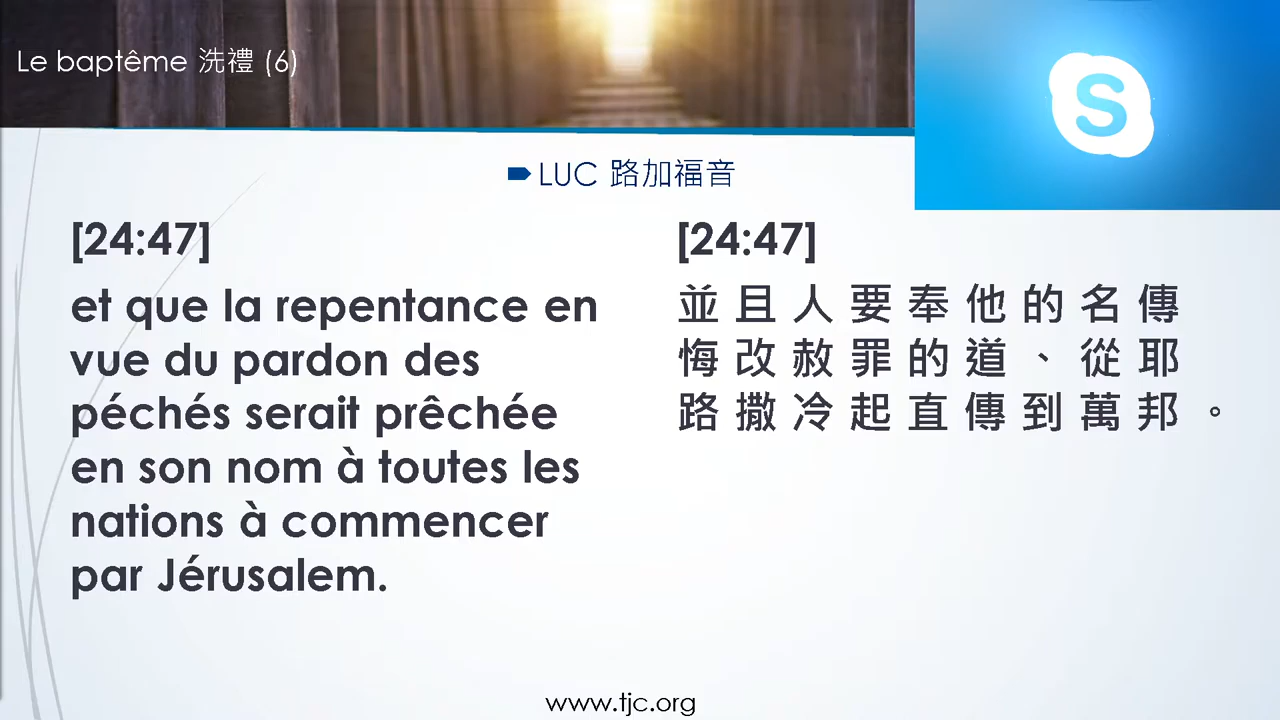 Le baptême 洗禮 (6)
S
LUC 路加福音
[24:47]
et que la repentance en
vue du pardon des
péchés serait prêchée
en son nom à toutes les
nations à commencer
par Jérusalem.
[24:47]
並且人要奉他的名傳
悔改赦罪的道、從耶
路撒冷起直傳到萬邦。
www.tjc.org